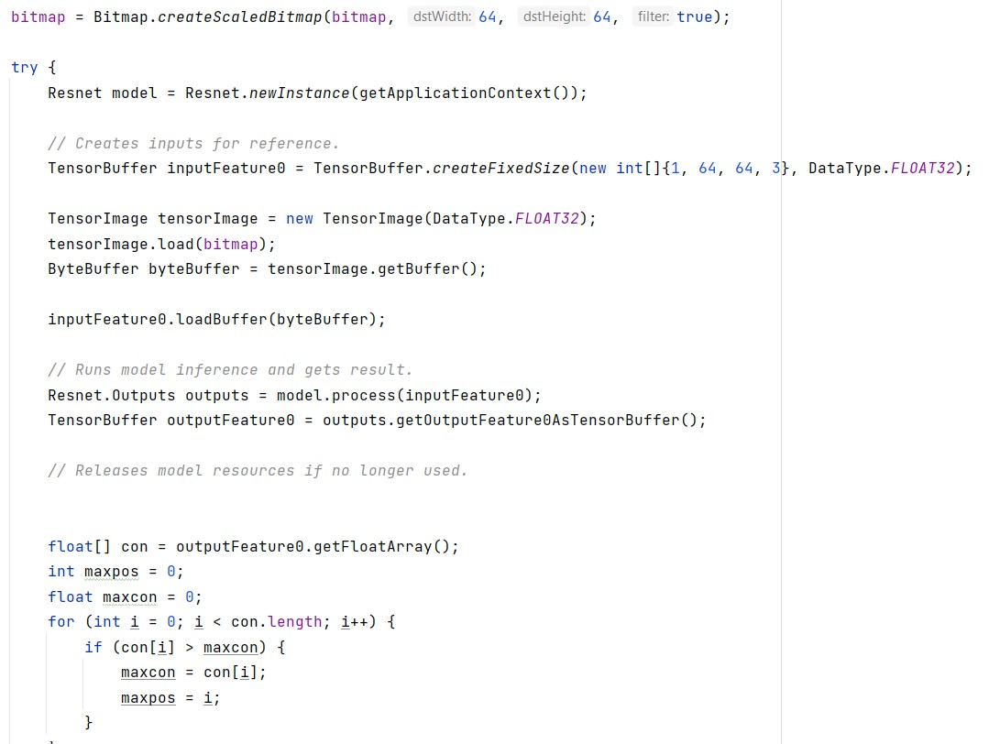 bitmap = Bitmap.createScaledBitmap(bitmap, dstWidth: 64, dstHeight: 64, filter: true);
try {
Resnet model = Resnet.newInstance(getApplicationContext());
// Creates inputs for reference.
TensorBuffer inputFeature0 = TensorBuffer.createFixedSize(new int[]{1, 64, 64, 3}, DataType.FLOAT32);
TensorImage tensorImage = new TensorImage(DataType.FLOAT32);
tensorImage.load(bitmap);
ByteBuffer byteBuffer = tensorImage.getBuffer();
inputFeature0.loadBuffer(byteBuffer);
// Runs model inference and gets result.
Resnet.Outputs outputs = model.process(inputFeature0);
TensorBuffer outputFeature0 = outputs.getOutputFeature0AsTensorBuffer();
// Releases model resources if no longer used.
float[] con = outputFeature0.getFloatArray();
int maxpos = 0;
float maxcon = 0;
for (int i = 0; i < con.length; i++) {
if (con[i] > maxcon) {
maxcon = con[i];
maxpos = i;
}